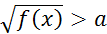 √f(x) > a